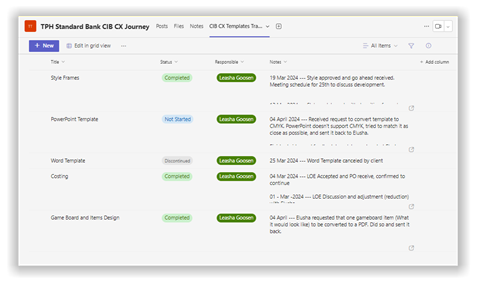 TPH Standard Bank CIB CX Journey Posts Files Notes CIB CX Templates Tra...
+ New Edit in grid view ... All Items
Title Status Responsible Notes + Add column
Style Frames Completed Leasha Goosen 19 Mar 2024 --- Style approved and go ahead received,
Meeting schedule for 25th to discuss development.
PowerPoint Template Not Started Leasha Goosen 04 April 2024 --- Received request to convert template to
CMYK. PowerPoint doesn't support CMYK, tried to match it as
close as possible, and sent it back to Elusha.
Word Template Discontinued 25 Mar 2024 --- Word Template canceled by client
Costing Completed Leasha Goosen 04 Mar 2024 --- LOE Accepted and PO receive, confirmed to
continue
01 - Mar -2024 --- LOE Discussion and adjustment (reduction)
Game Board and Items Design Completed Leasha Goosen 04 April --- Eusha requested that one gameboard item (What
it would look like) to be converted to a PDF. Did so and sent it
back.